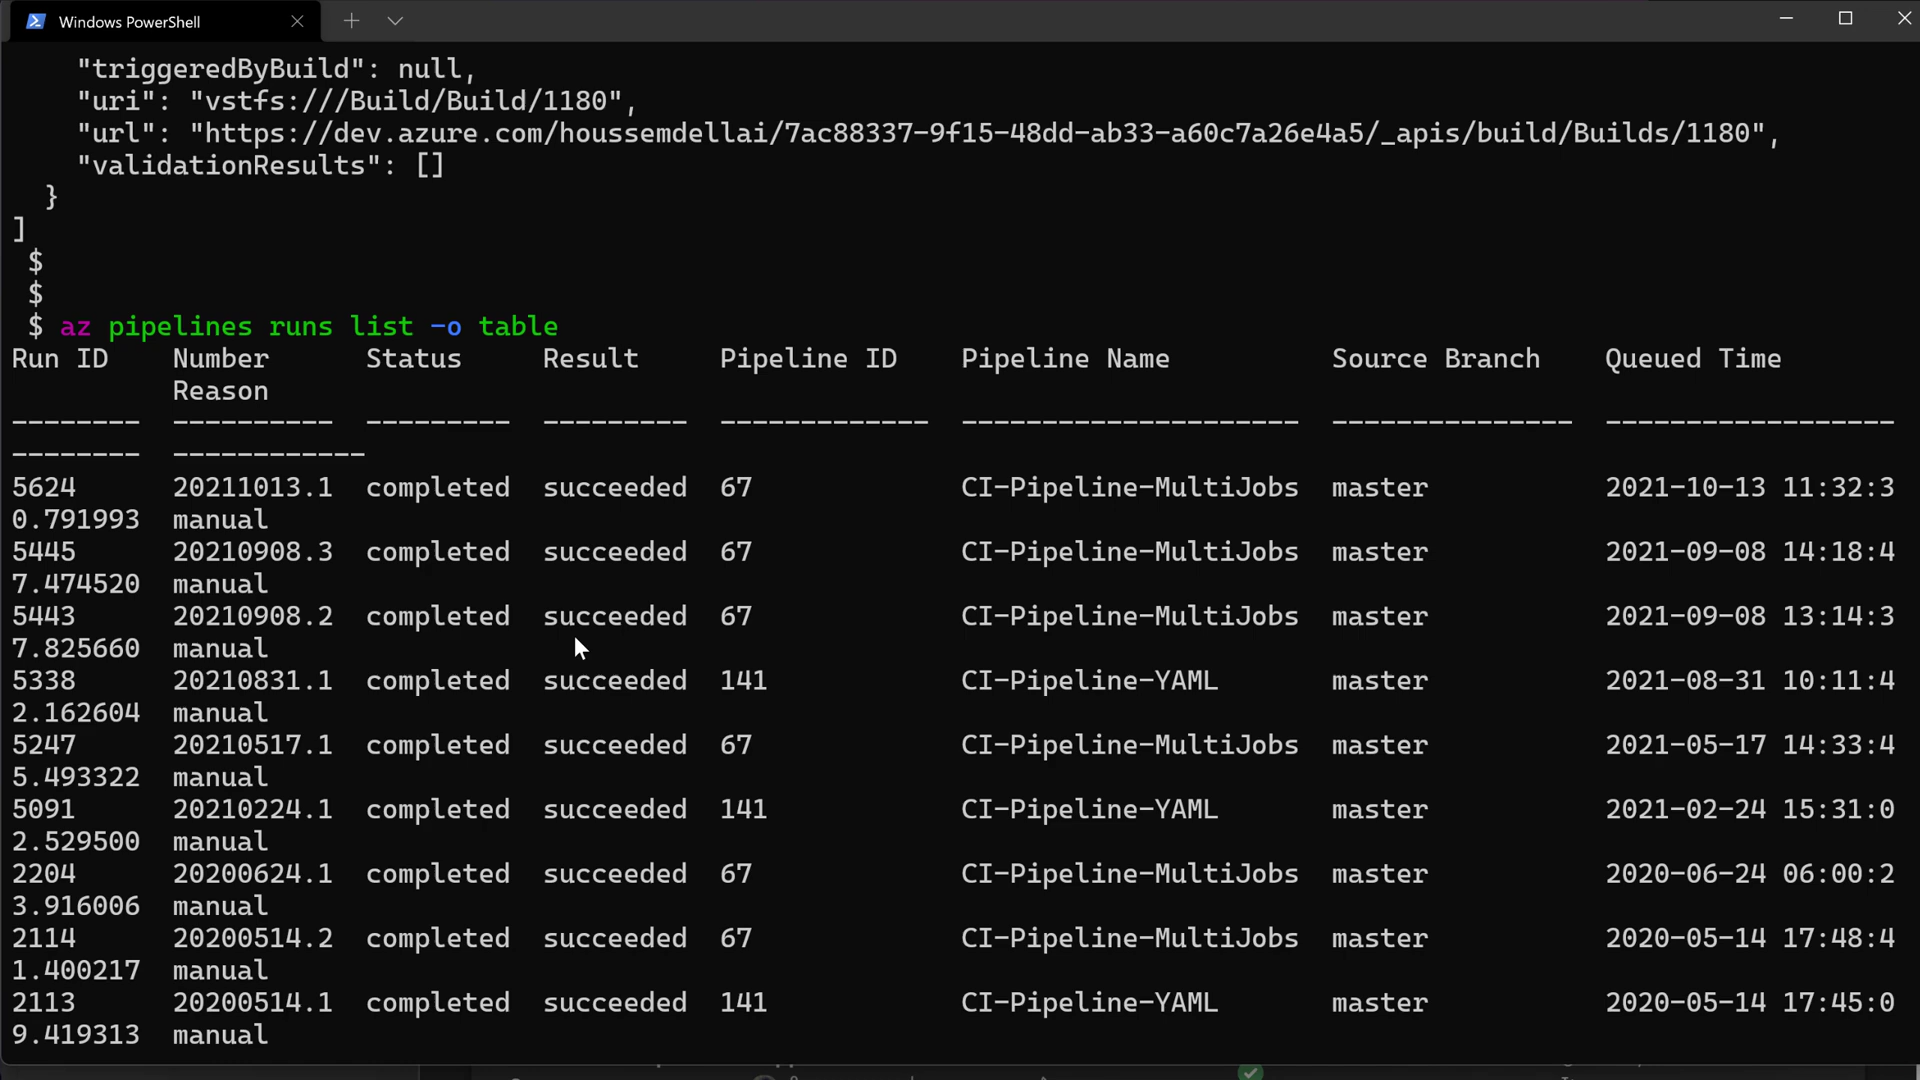 Windows PowerShell
"triggeredByBuild": null,
"uri": "vstfs:///Build/Build/1180",
"url": "https://dev.azure.com/houssemdellai/7ac88337-9f15-48dd-ab33-a60c7a26e4a5/_apis/build/Builds/1180",
"validationResults": []
}
]
$
$
$ az pipelines runs list -o table
Run ID Number Status Result Pipeline ID Pipeline Name Source Branch Queued Time
Reason
-------- ---------- --------- --------- ------------- --------------------- --------------- ------------------
-------- ------------
5624 20211013.1 completed succeeded 67 CI-Pipeline-MultiJobs master 2021-10-13 11:32:3
0.791993 manual
5445 20210908.3 completed succeeded 67 CI-Pipeline-MultiJobs master 2021-09-08 14:18:4
7.474520 manual
5443 20210908.2 completed succeeded 67 CI-Pipeline-MultiJobs master 2021-09-08 13:14:3
7.825660 manual
5338 20210831.1 completed succeeded 141 CI-Pipeline-YAML master 2021-08-31 10:11:4
2.162604 manual
5247 20210517.1 completed succeeded 67 CI-Pipeline-MultiJobs master 2021-05-17 14:33:4
5.493322 manual
5091 20210224.1 completed succeeded 141 CI-Pipeline-YAML master 2021-02-24 15:31:0
2.529500 manual
2204 20200624.1 completed succeeded 67 CI-Pipeline-MultiJobs master 2020-06-24 06:00:2
3.916006 manual
2114 20200514.2 completed succeeded 67 CI-Pipeline-MultiJobs master 2020-05-14 17:48:4
1.400217 manual
2113 20200514.1 completed succeeded 141 CI-Pipeline-YAML master 2020-05-14 17:45:0
9.419313 manual